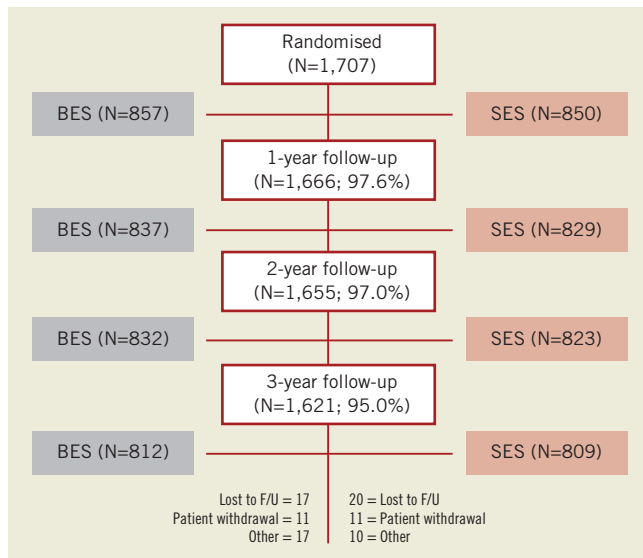 Randomised
(N=1,707)
BES (N=857)
SES (N=850)
1-year follow-up
(N=1,666; 97.6%)
BES (N=837)
SES (N=829)
2-year follow-up
(N=1,655; 97.0%)
BES (N=832)
SES (N=823)
3-year follow-up
(N=1,621; 95.0%)
BES (N=812)
SES (N=809)
Lost to F/U = 17
Patient withdrawal = 11
Other = 17
20 = Lost to F/U
11 = Patient withdrawal
10 = Other